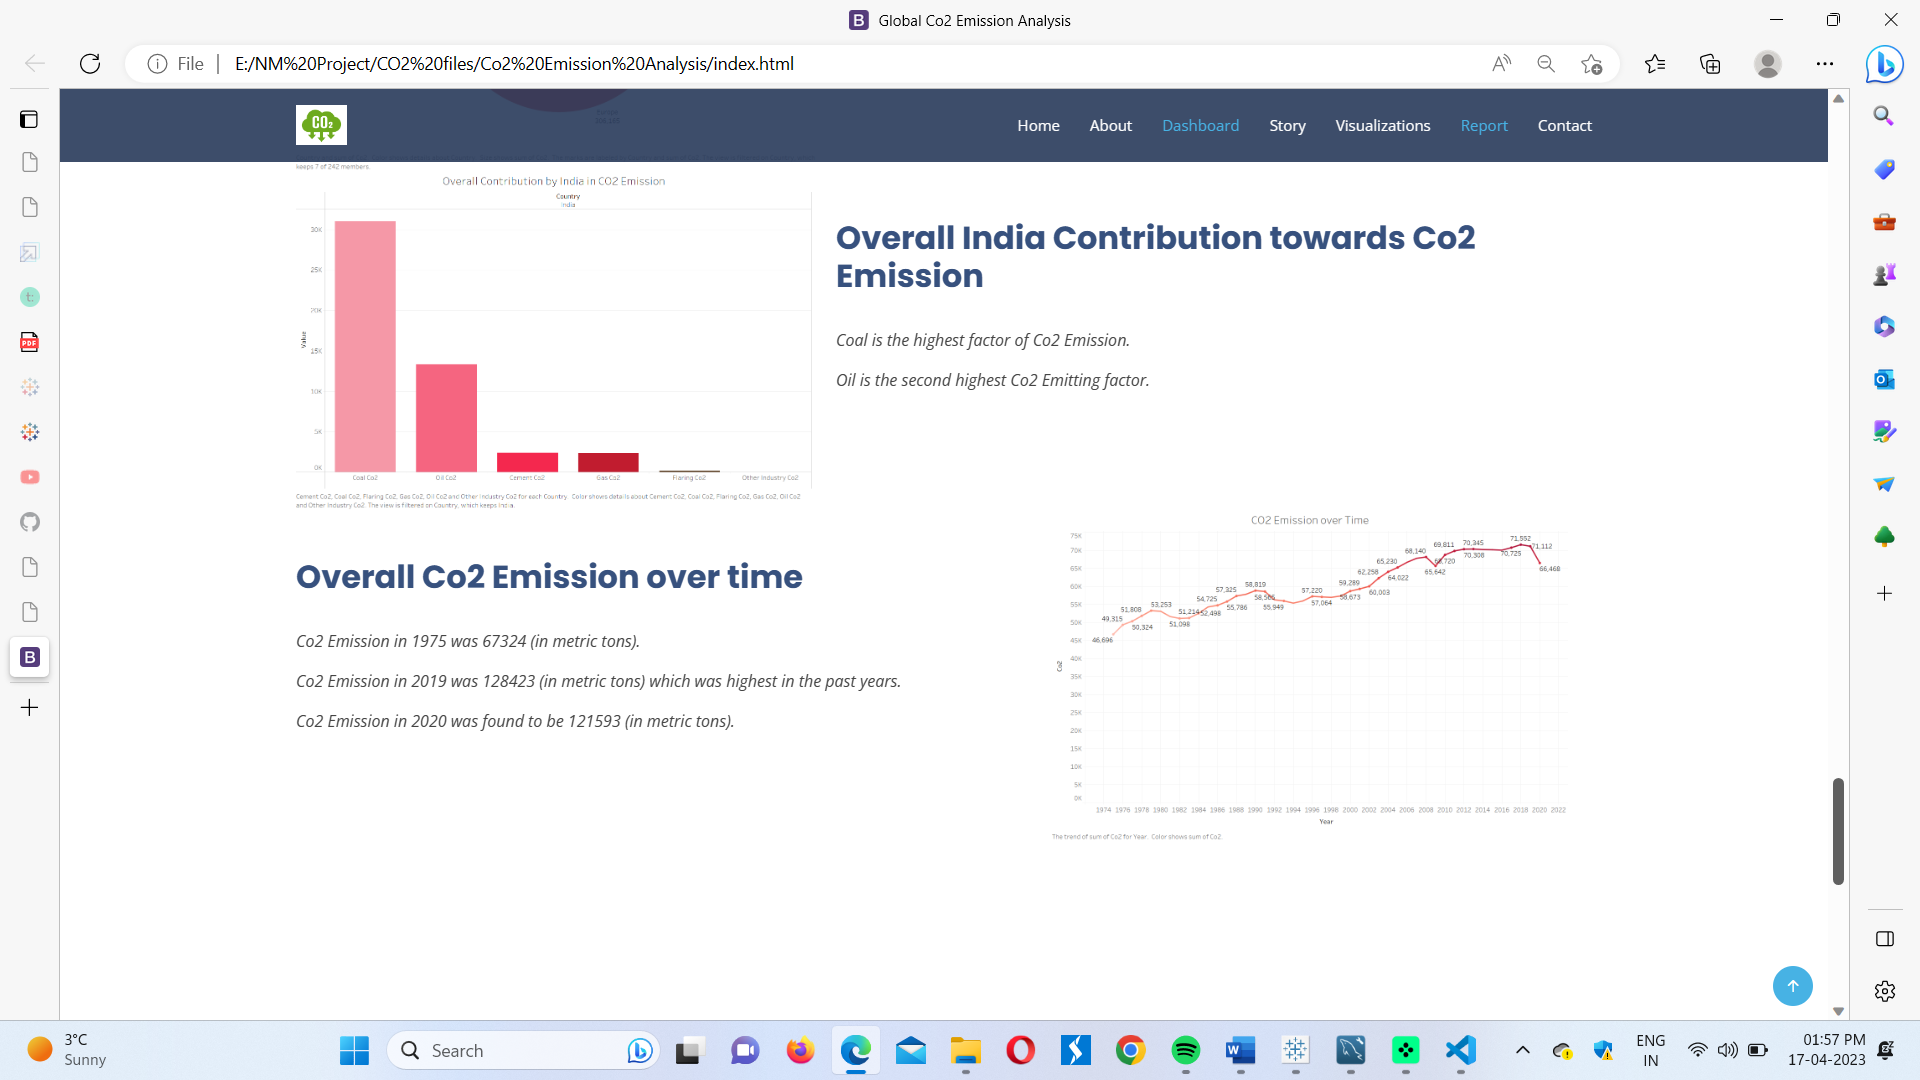 Global Co2 Emission Analysis
File
E:/NM%20Project/CO2%20files/Co2%20Emission%20Analysis/index.html
CO2
Home About Dashboard Story Visualizations Report Contact
keeps 7 of 242 members.
Overall Contribution by India in CO2 Emission
Country
India
30K
25K
20K
15K
10K
5K
0K
Value
Coal Co2 Oil Co2 Cement Co2 Gas Co2 Flaring Co2 Other Industry Co2
Cement Co2, Coal Co2, Flaring Co2, Gas Co2, Oil Co2 and Other Industry Co2 for each Country. Color shows details about Cement Co2, Coal Co2, Flaring Co2, Gas Co2, Oil Co2
and Other Industry Co2. The view is filtered on Country, which keeps India.
Overall India Contribution towards Co2
Emission
Coal is the highest factor of Co2 Emission.
Oil is the second highest Co2 Emitting factor.
Overall Co2 Emission over time
Co2 Emission in 1975 was 67324 (in metric tons).
Co2 Emission in 2019 was 128423 (in metric tons) which was highest in the past years.
Co2 Emission in 2020 was found to be 121593 (in metric tons).
CO2 Emission over Time
75K
70K
65K
60K
55K
50K
45K
40K
35K
30K
25K
20K
15K
10K
5K
0K
Co2
46,696
49,315
51,808
50,324
53,253
51,098
51,214
52,498
54,725
57,325
55,786
58,819
58,565
55,949
57,220
57,064
59,289
58,673
62,258
60,003
65,230
64,022
68,140
65,642
69,811
70,345
70,308
71,552
70,725
71,112
66,468
1974 1976 1978 1980 1982 1984 1986 1988 1990 1992 1994 1996 1998 2000 2002 2004 2006 2008 2010 2012 2014 2016 2018 2020 2022
Year
The trend of sum of Co2 for Year. Color shows sum of Co2.
3°C
Sunny
Search
ENG
IN
01:57 PM
17-04-2023